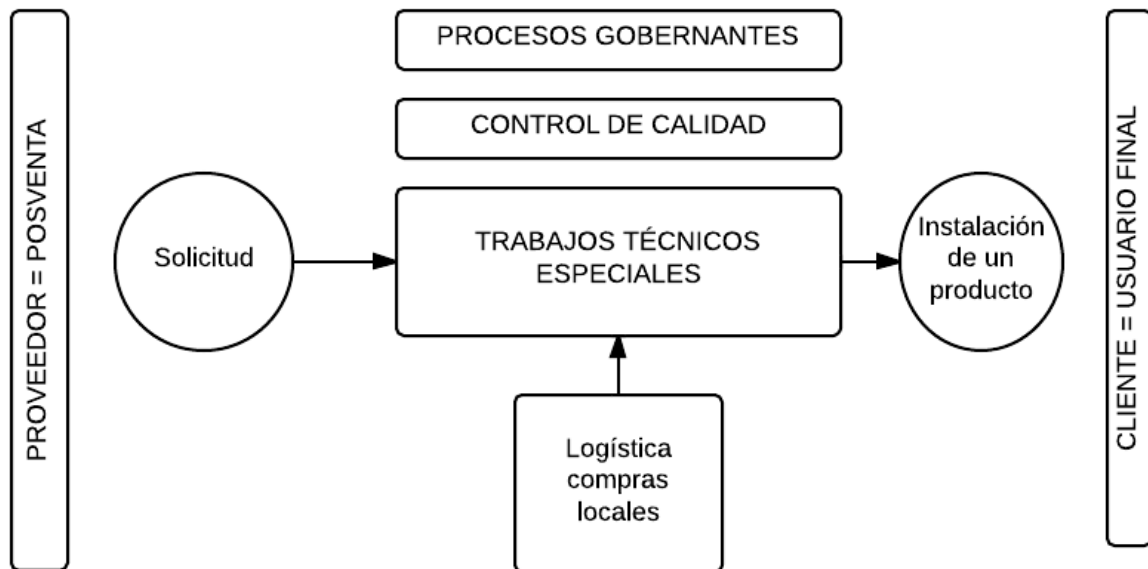 PROVEEDOR = POSVENTA
PROCESOS GOBERNANTES
CONTROL DE CALIDAD
Solicitud
TRABAJOS TÉCNICOS
ESPECIALES
Instalación
de un
producto
Logística
compras
locales
CLIENTE = USUARIO FINAL